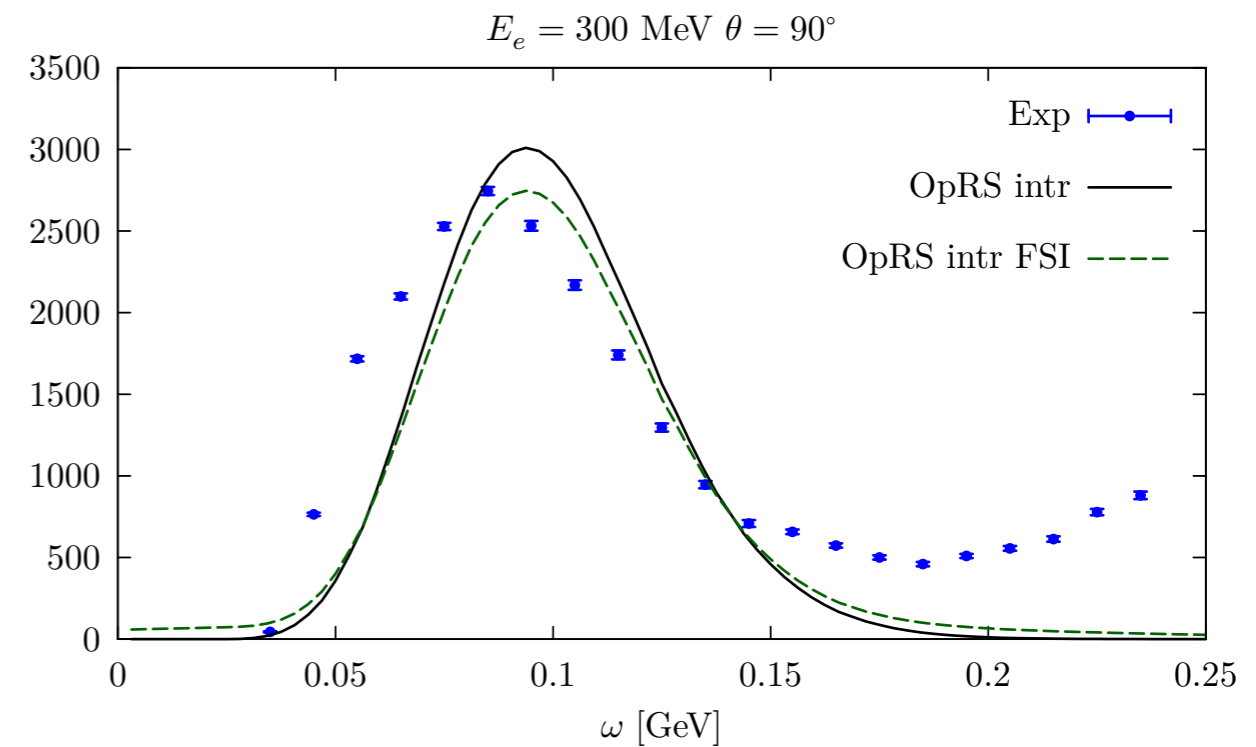 E_e = 300 MeV θ = 90°
3500
3000
2500
2000
1500
1000
500
0
Exp
OpRS intr
OpRS intr FSI
0 0.05 0.1 0.15 0.2 0.25
ω [GeV]